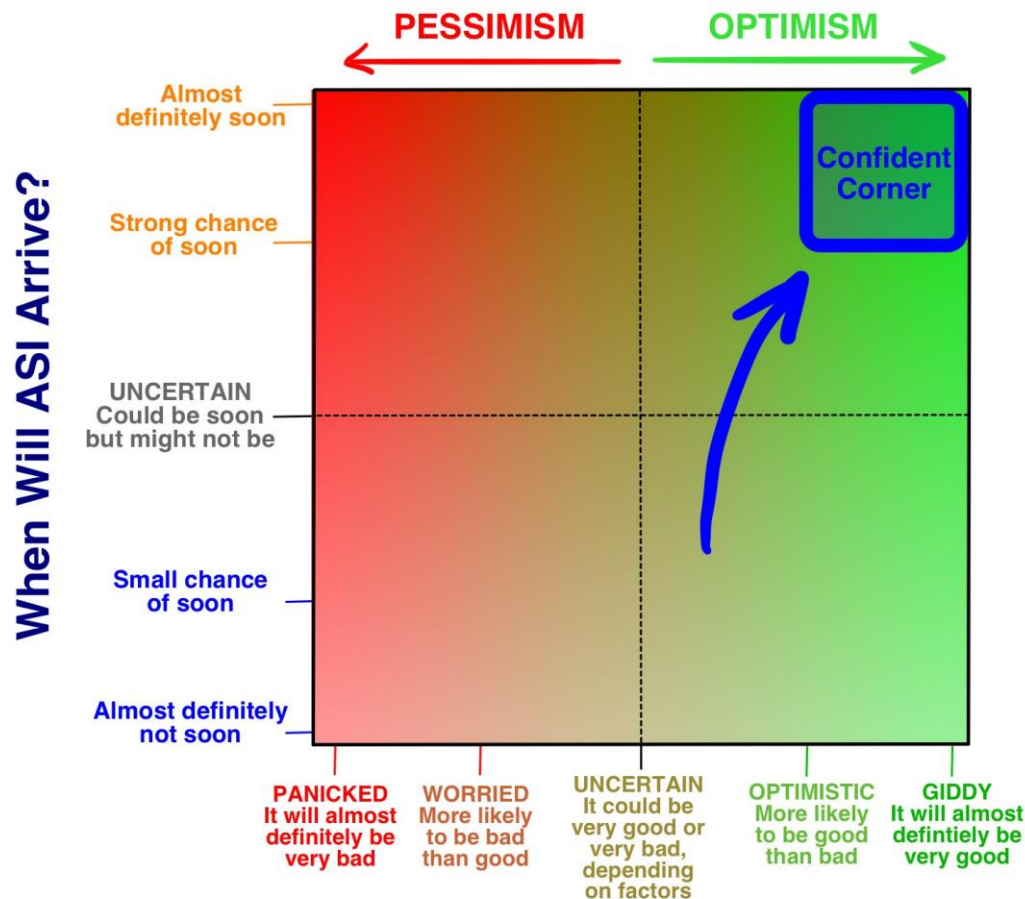 PESSIMISM
OPTIMISM
When Will ASI Arrive?
Almost
definitely soon
Strong chance
of soon
UNCERTAIN
Could be soon
but might not be
Small chance
of soon
Almost definitely
not soon
Confident
Corner
PANICKED
It will almost
definitely be
very bad
WORRIED
More likely
to be bad
than good
UNCERTAIN
It could be
very good or
very bad,
depending
on factors
OPTIMISTIC
More likely
to be good
than bad
GIDDY
It will almost
defintiely be
very good